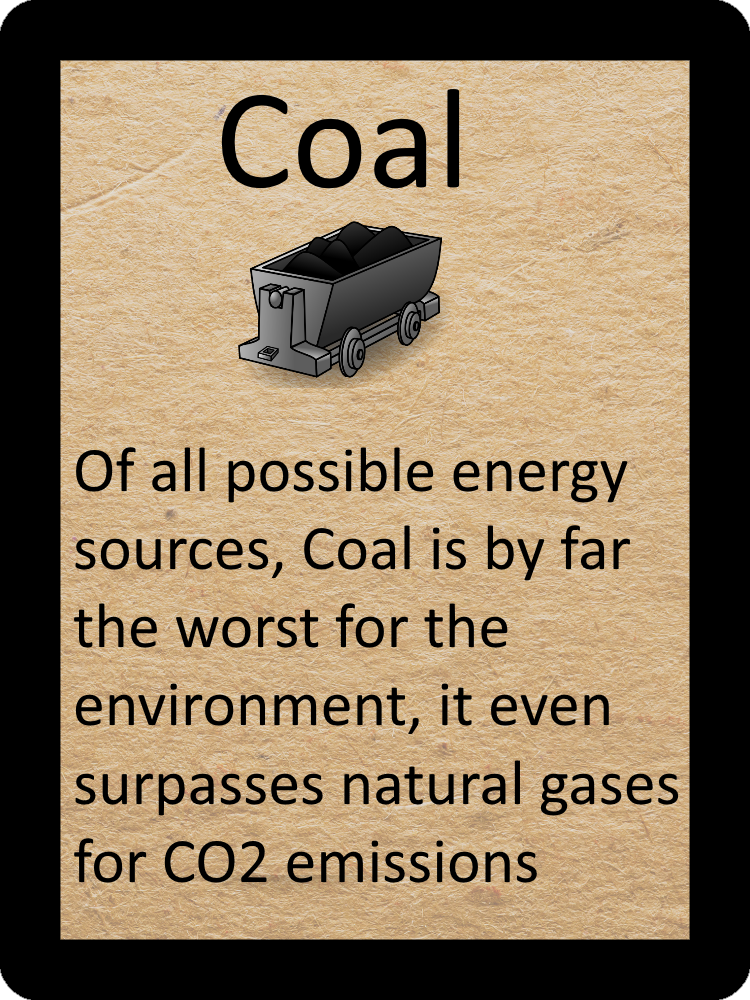 Coal
Of all possible energy
sources, Coal is by far
the worst for the
environment, it even
surpasses natural gases
for CO2 emissions